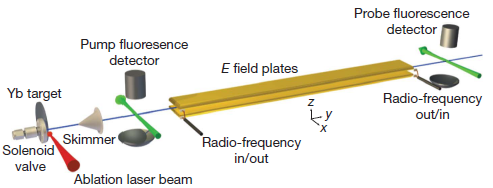 Probe fluorescence
detector
Pump fluoresence
detector
E field plates
Yb target
z
y
x
Radio-frequency
out/in
Skimmer
Solenoid
valve
Radio-frequency
in/out
Ablation laser beam